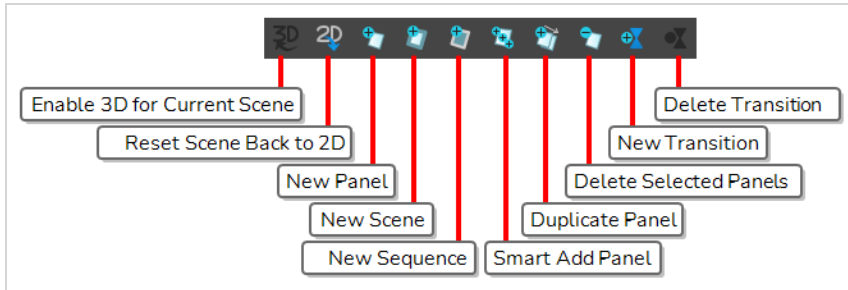 3D 2D
Enable 3D for Current Scene
Delete Transition
Reset Scene Back to 2D
New Transition
New Panel
Delete Selected Panels
New Scene
Duplicate Panel
New Sequence
Smart Add Panel